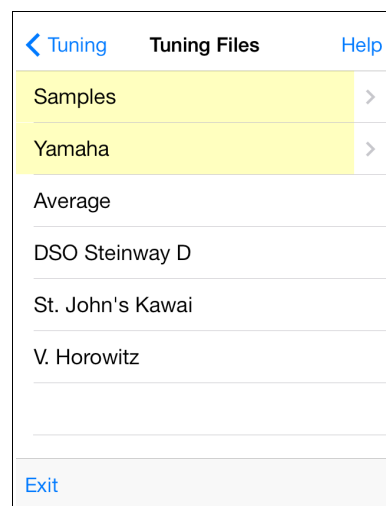 Tuning Tuning Files Help
Samples
Yamaha
Average
DSO Steinway D
St. John's Kawai
V. Horowitz
Exit